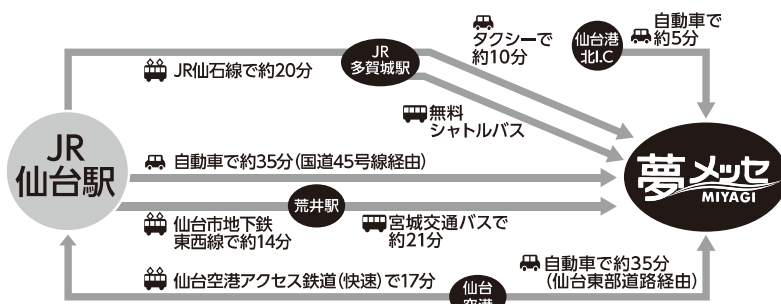 JR
仙台駅
JR仙石線で約20分
JR
多賀城駅
タクシーで
約10分
無料
シャトルバス
仙台港
北I.C
自動車で
約5分
自動車で約35分(国道45号線経由)
夢メッセ
MIYAGI
仙台市地下鉄
東西線で約14分
荒井駅
宮城交通バスで
約21分
仙台空港アクセス鉄道(快速)で17分
仙台
空港
自動車で約35分
(仙台東部道路経由)